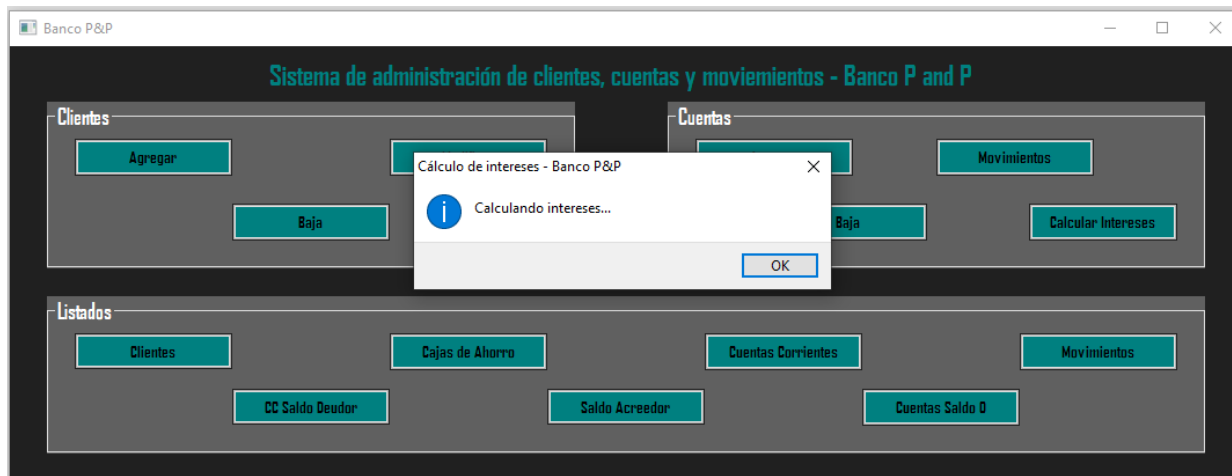 Banco P&P
Sistema de administración de clientes, cuentas y moviemientos - Banco P and P
Clientes
Agregar
Baja
Cuentas
Movimientos
Baja
Calcular Intereses
Cálculo de intereses - Banco P&P
Calculando intereses...
OK
Listados
Clientes
Cajas de Ahorro
Cuentas Corrientes
Movimientos
CC Saldo Deudor
Saldo Acreedor
Cuentas Saldo 0